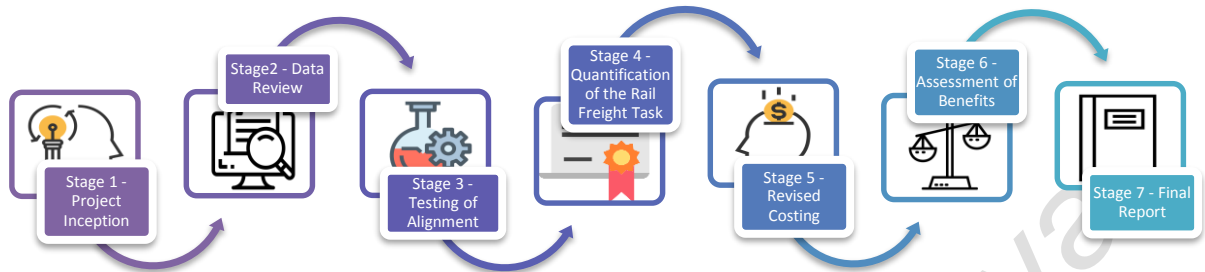 Stage 1 -
Project
Inception
Stage2 - Data
Review
Stage 3 -
Testing of
Alignment
Stage 4 -
Quantification
of the Rail
Freight Task
$
Stage 5 -
Revised
Costing
Stage 6 -
Assessment of
Benefits
Stage 7 - Final
Report